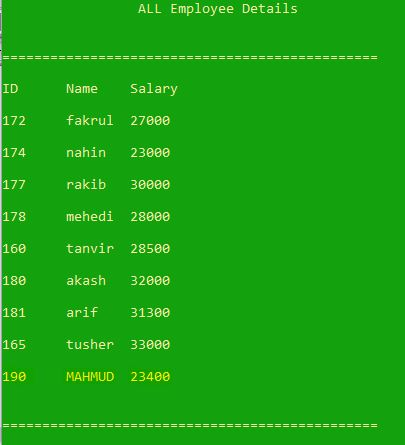 ALL Employee Details
===============================================
ID Name Salary
172 fakrul 27000
174 nahin 23000
177 rakib 30000
178 mehedi 28000
160 tanvir 28500
180 akash 32000
181 arif 31300
165 tusher 33000
190 MAHMUD 23400
===============================================